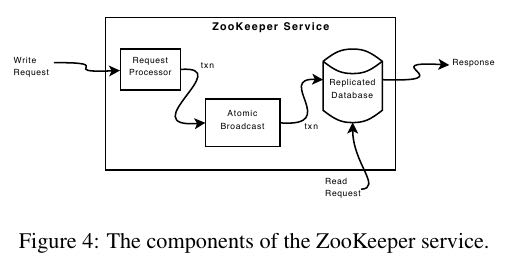 ZooKeeper Service
Write
Request
Request
Processor
txn
Atomic
Broadcast
txn
Replicated
Database
Response
Read
Request
Figure 4: The components of the ZooKeeper service.